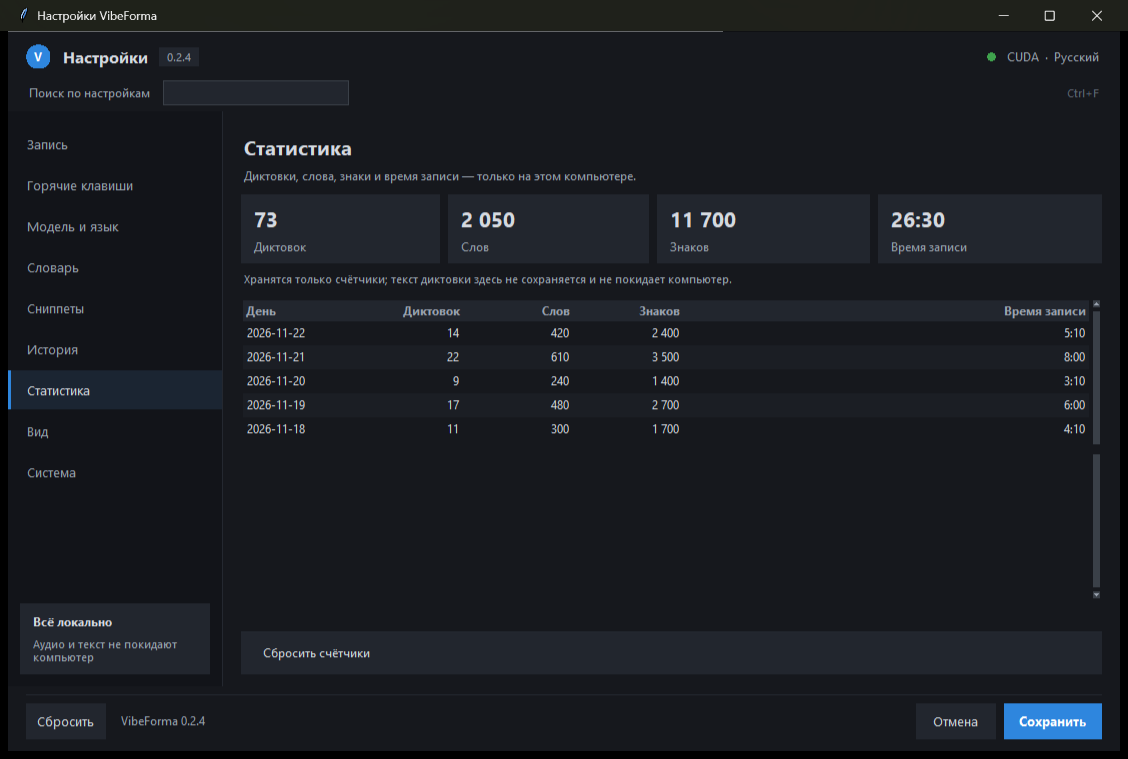 Настройки VibeForma
V Настройки 0.2.4 CUDA · Русский
Поиск по настройкам Ctrl+F
Запись
Горячие клавиши
Модель и язык
Словарь
Сниппеты
История
Статистика
Вид
Система
Всё локально
Аудио и текст не покидают
компьютер
Статистика
Диктовки, слова, знаки и время записи — только на этом компьютере.
73 2 050 11 700 26:30
Диктовок Слов Знаков Время записи
Хранятся только счётчики; текст диктовки здесь не сохраняется и не покидает компьютер.
День Диктовок Слов Знаков Время записи
2026-11-22 14 420 2 400 5:10
2026-11-21 22 610 3 500 8:00
2026-11-20 9 240 1 400 3:10
2026-11-19 17 480 2 700 6:00
2026-11-18 11 300 1 700 4:10
Сбросить счётчики
Сбросить VibeForma 0.2.4 Отмена Сохранить